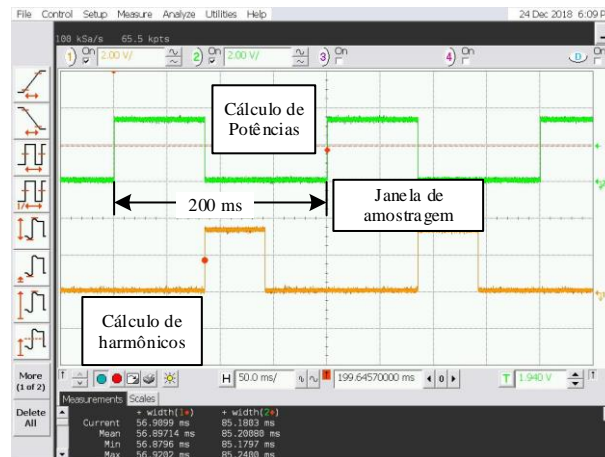 File Control Setup Measure Analyze Utilities Help 24 Dec 2018 6:09 P
100 kSa/s 65.5 kpts
1 On 2.00 V/ 2 On 2.00 V/ 3 On 4 On
Cálculo de
Potências
200 ms
Janela de
amostragem
Cálculo de
harmônicos
More
(1 of 2)
Delete
All
H 50.0 ms/ 199.64570000 ms 0 T 1.940 V
Measurements Scales
+ width(1) + width(2)
Current 56.9099 ms 85.1803 ms
Mean 56.89714 ms 85.20080 ms
Min 56.8796 ms 85.1797 ms
Max 56.9202 ms 85.2400 ms